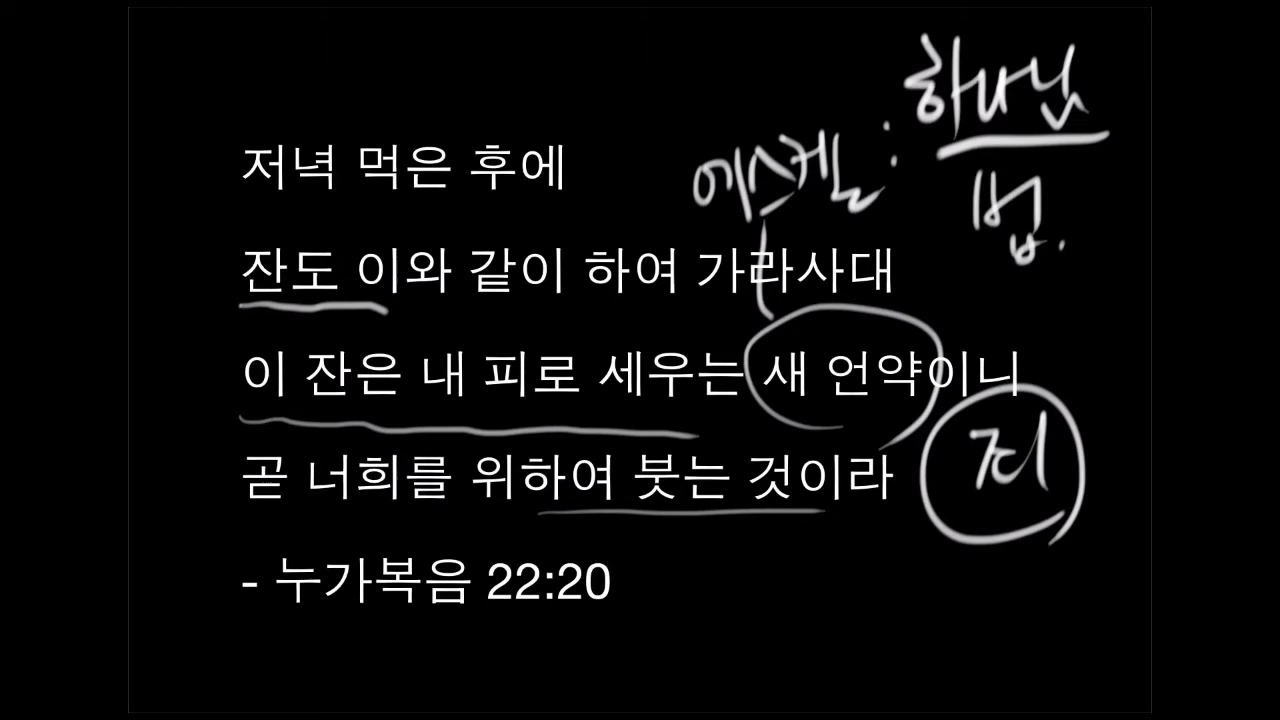 하나님
에스겔:
법.
저녁 먹은 후에
잔도 이와 같이 하여 가라사대
이 잔은 내 피로 세우는 새 언약이니
곧 너희를 위하여 붓는 것이라
피
- 누가복음 22:20